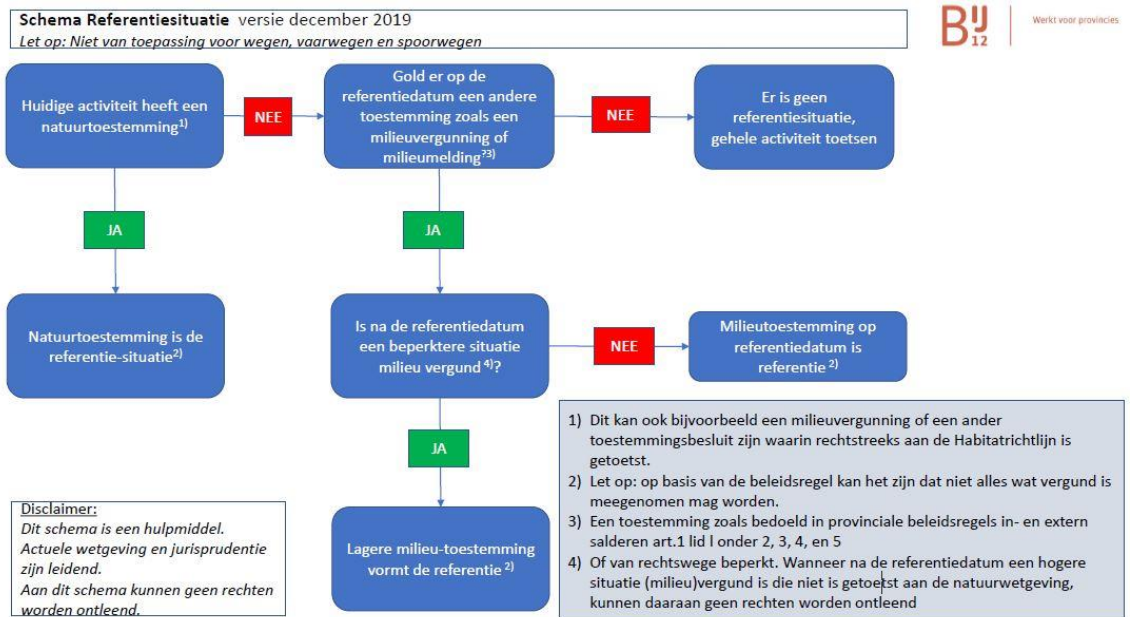 Schema Referentiesituatie versie december 2019
Let op: Niet van toepassing voor wegen, vaarwegen en spoorwegen
BIJ
12
Werkt voor provincies
Huidige activiteit heeft een
natuurtoestemming1)
NEE
Gold er op de
referentiedatum een andere
toestemming zoals een
milieuvergunning of
milieumelding?3)
NEE
Er is geen
referentiesituatie,
gehele activiteit toetsen
JA
JA
Natuurtoestemming is de
referentie-situatie2)
Is na de referentiedatum
een beperktere situatie
milieu vergund 4)?
NEE
Milieutoestemming op
referentiedatum is
referentie 2)
JA
Lagere milieu-toestemming
vormt de referentie 2)
Disclaimer:
Dit schema is een hulpmiddel.
Actuele wetgeving en jurisprudentie
zijn leidend.
Aan dit schema kunnen geen rechten
worden ontleend.
1) Dit kan ook bijvoorbeeld een milieuvergunning of een ander
toestemmingsbesluit zijn waarin rechtstreeks aan de Habitatrichtlijn is
getoetst.
2) Let op: op basis van de beleidsregel kan het zijn dat niet alles wat vergund is
meegenomen mag worden.
3) Een toestemming zoals bedoeld in provinciale beleidsregels in- en extern
salderen art.1 lid l onder 2, 3, 4, en 5
4) Of van rechtswege beperkt. Wanneer na de referentiedatum een hogere
situatie (milieu)vergund is die niet is getoetst aan de natuurwetgeving,
kunnen daaraan geen rechten worden ontleend